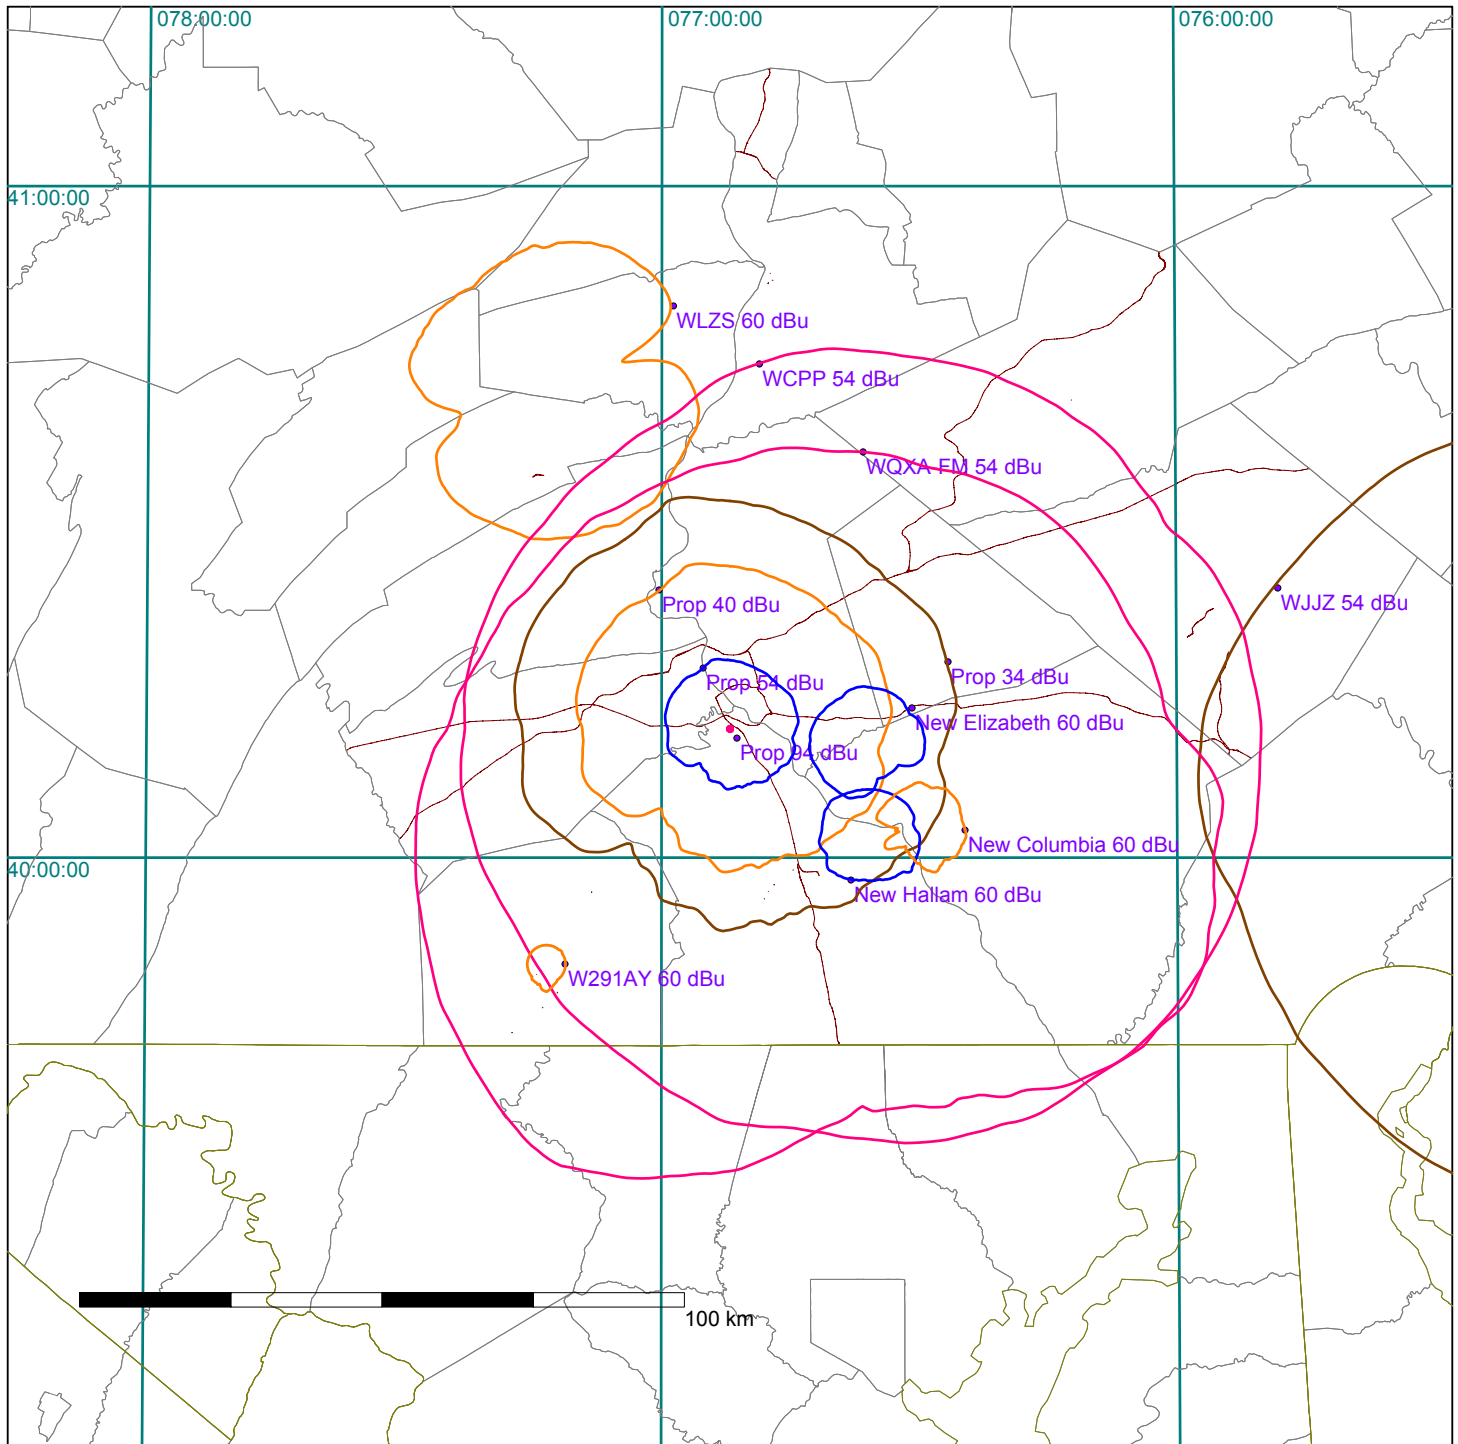 078:00:00
077:00:00
076:00:00
41:00:00
WLZS 60 dBu
WCPP 54 dBu
WQXA FM 54 dBu
WJJZ 54 dBu
Prop 40 dBu
Prop 34 dBu
Prop 54 dBu
New Elizabeth 60 dBu
Prop 94 dBu
New Columbia 60 dBu
40:00:00
New Hallam 60 dBu
W291AY 60 dBu
100 km